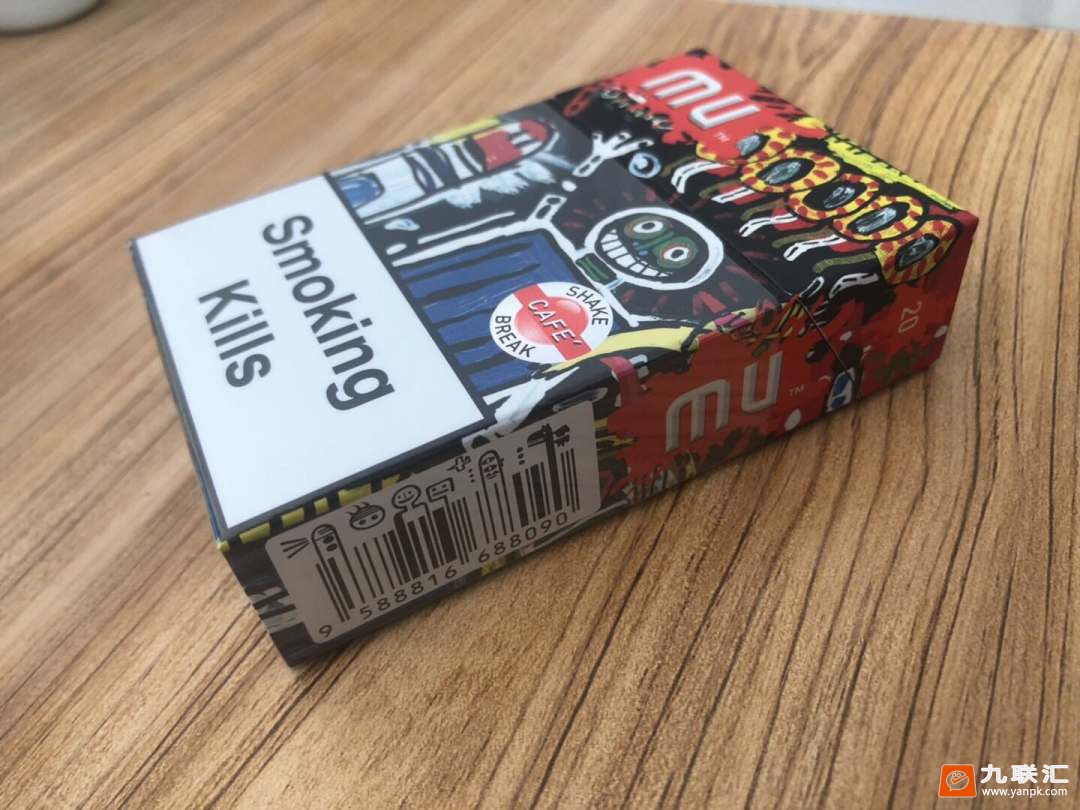 mu
TM
Smoking
Kills
SHAKE
CAFE'
BREAK
mu
TM
20
9 588816 688090
九联汇
www.yanpk.com